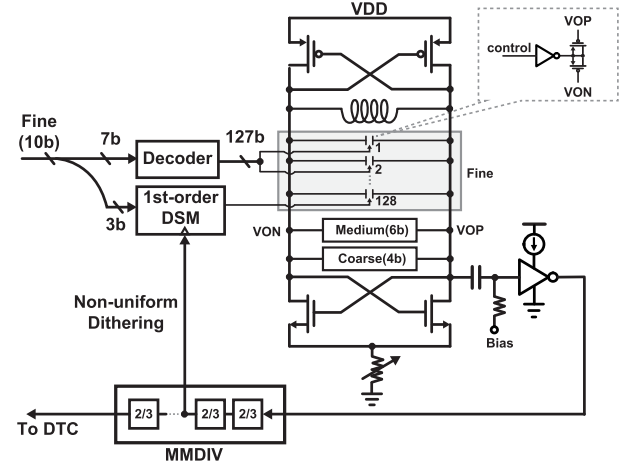 VDD
VOP
control
VON
Fine
(10b)
7b
127b
Decoder
1
2
Fine
3b
1st-order
DSM
128
VON
Medium(6b)
VOP
Coarse(4b)
Non-uniform
Dithering
Bias
2/3
2/3
2/3
To DTC
MMDIV